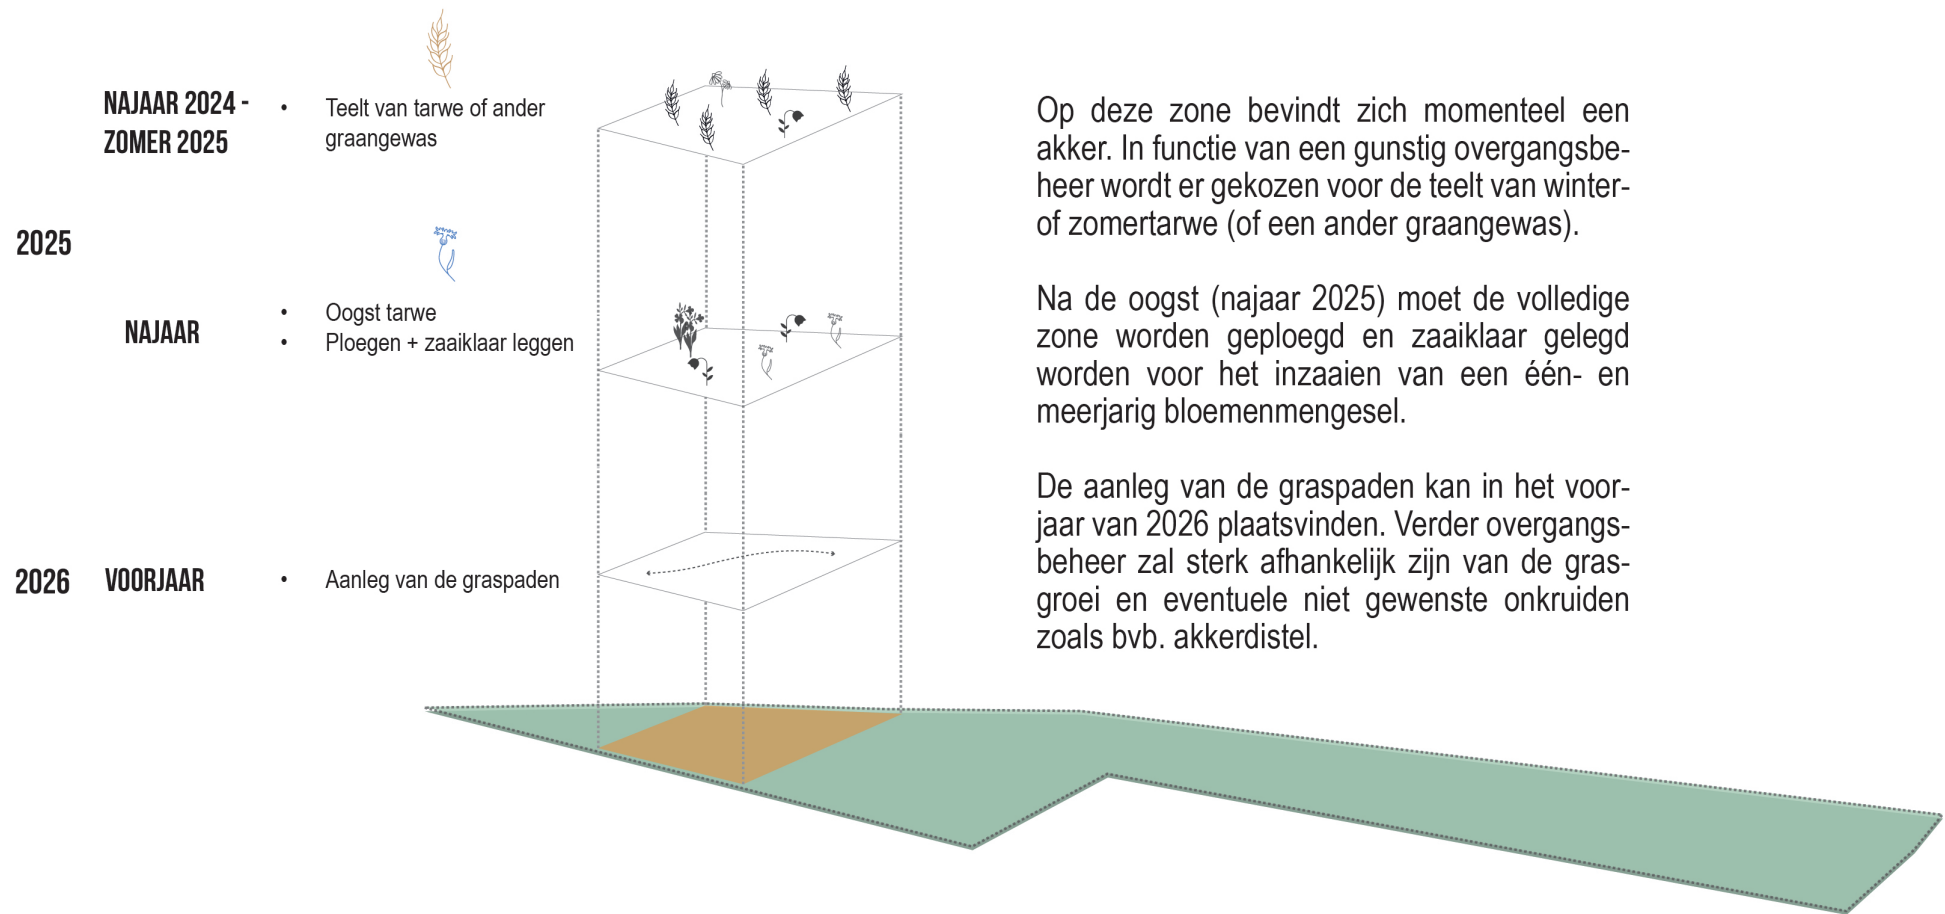 NAJAAR 2024 -
ZOMER 2025
• Teelt van tarwe of ander
graangewas
2025
NAJAAR
• Oogst tarwe
• Ploegen + zaaiklaar leggen
2026 VOORJAAR
• Aanleg van de graspaden
Op deze zone bevindt zich momenteel een
akker. In functie van een gunstig overgangsbe-
heer wordt er gekozen voor de teelt van winter-
of zomertarwe (of een ander graangewas).
Na de oogst (najaar 2025) moet de volledige
zone worden geploegd en zaaiklaar gelegd
worden voor het inzaaien van een één- en
meerjarig bloemenmengesel.
De aanleg van de graspaden kan in het voor-
jaar van 2026 plaatsvinden. Verder overgangs-
beheer zal sterk afhankelijk zijn van de gras-
groei en eventuele niet gewenste onkruiden
zoals bvb. akkerdistel.